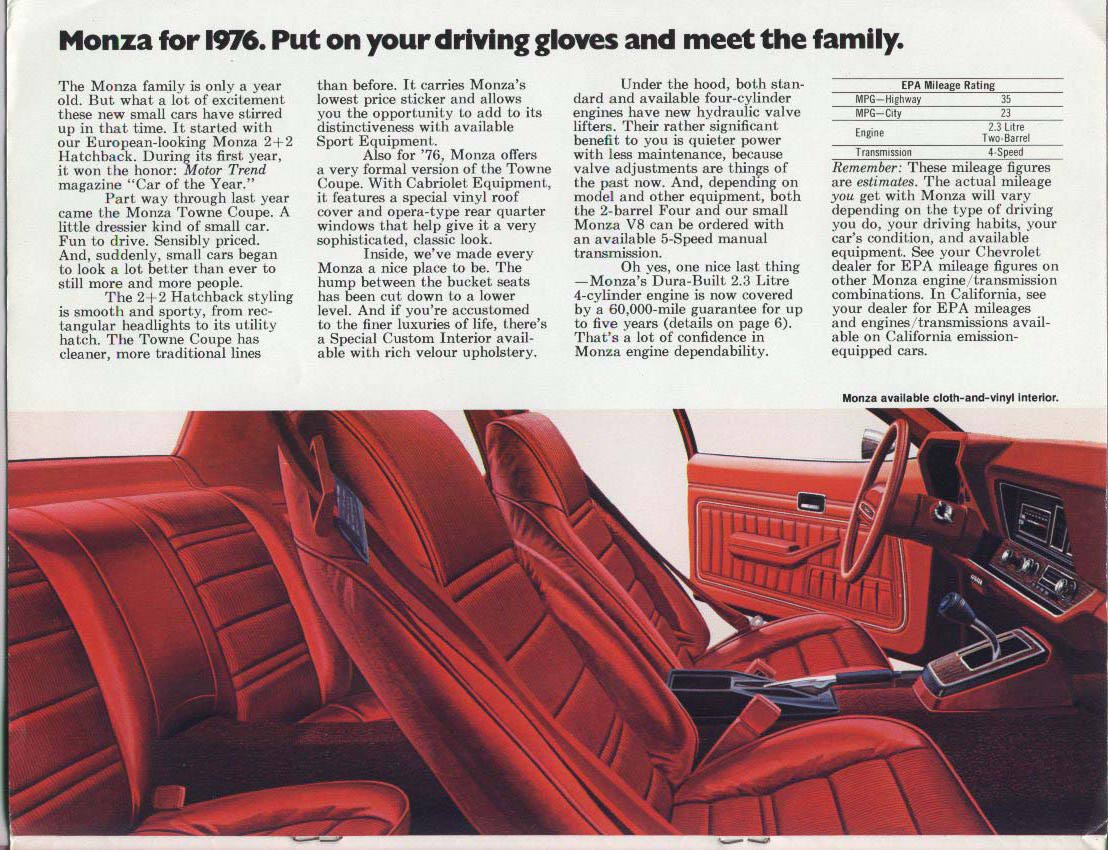 Monza for 1976. Put on your driving gloves and meet the family.
The Monza family is only a year
old. But what a lot of excitement
these new small cars have stirred
up in that time. It started with
our European-looking Monza 2+2
Hatchback. During its first year,
it won the honor: Motor Trend
magazine “Car of the Year.”
Part way through last year
came the Monza Towne Coupe. A
little dressier kind of small car.
Fun to drive. Sensibly priced.
And, suddenly, small cars began
to look a lot better than ever to
still more and more people.
The 2+2 Hatchback styling
is smooth and sporty, from rec-
tangular headlights to its utility
hatch. The Towne Coupe has
cleaner, more traditional lines
than before. It carries Monza’s
lowest price sticker and allows
you the opportunity to add to its
distinctiveness with available
Sport Equipment.
Also for ’76, Monza offers
a very formal version of the Towne
Coupe. With Cabriolet Equipment,
it features a special vinyl roof
cover and opera-type rear quarter
windows that help give it a very
sophisticated, classic look.
Inside, we’ve made every
Monza a nice place to be. The
hump between the bucket seats
has been cut down to a lower
level. And if you’re accustomed
to the finer luxuries of life, there’s
a Special Custom Interior avail-
able with rich velour upholstery.
Under the hood, both stan-
dard and available four-cylinder
engines have new hydraulic valve
lifters. Their rather significant
benefit to you is quieter power
with less maintenance, because
valve adjustments are things of
the past now. And, depending on
model and other equipment, both
the 2-barrel Four and our small
Monza V8 can be ordered with
an available 5-Speed manual
transmission.
Oh yes, one nice last thing
—Monza’s Dura-Built 2.3 Litre
4-cylinder engine is now covered
by a 60,000-mile guarantee for up
to five years (details on page 6).
That’s a lot of confidence in
Monza engine dependability.
EPA Mileage Rating
MPG—Highway 35
MPG—City 23
Engine 2.3 Litre
Two-Barrel
Transmission 4-Speed
Remember: These mileage figures
are estimates. The actual mileage
you get with Monza will vary
depending on the type of driving
you do, your driving habits, your
car’s condition, and available
equipment. See your Chevrolet
dealer for EPA mileage figures on
other Monza engine/transmission
combinations. In California, see
your dealer for EPA mileages
and engines/transmissions avail-
able on California emission-
equipped cars.
Monza available cloth-and-vinyl interior.